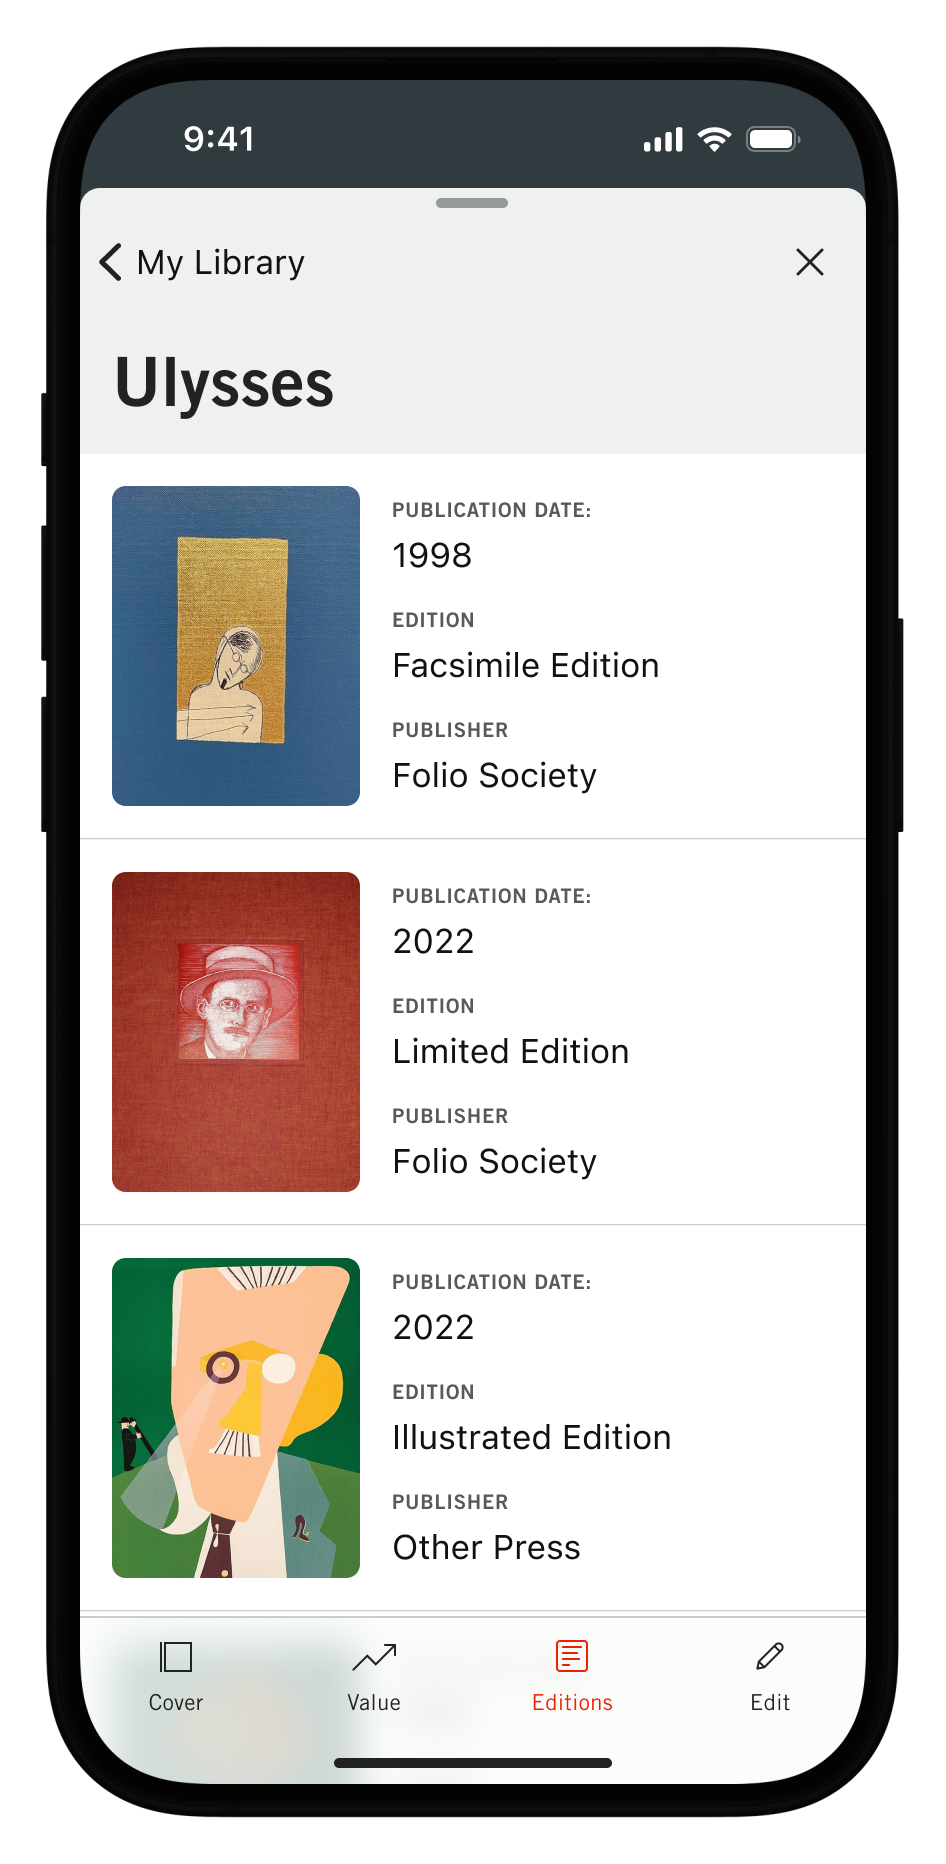 9:41
My Library
Ulysses
PUBLICATION DATE:
1998
EDITION
Facsimile Edition
PUBLISHER
Folio Society
PUBLICATION DATE:
2022
EDITION
Limited Edition
PUBLISHER
Folio Society
PUBLICATION DATE:
2022
EDITION
Illustrated Edition
PUBLISHER
Other Press
Cover Value Editions Edit